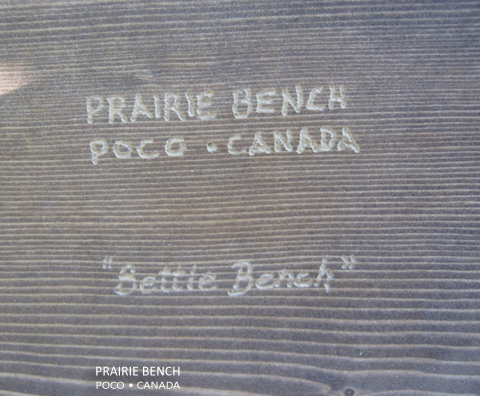 PRAIRIE BENCH
POCO • CANADA
"Settle Bench"
PRAIRIE BENCH
POCO • CANADA